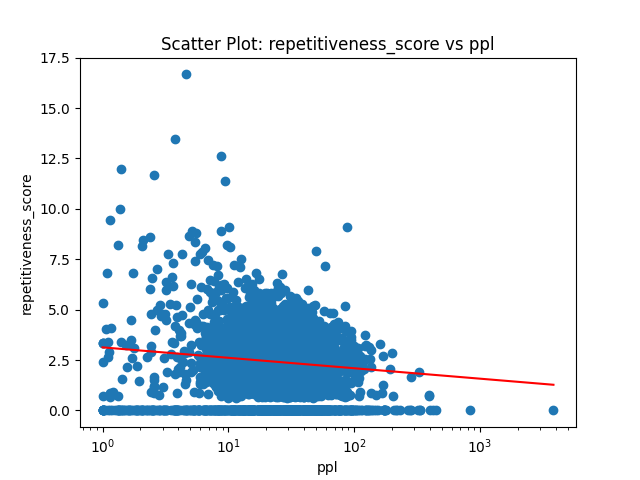 Scatter Plot: repetitiveness_score vs ppl
17.5
15.0
12.5
10.0
7.5
5.0
2.5
0.0
repetitiveness_score
10⁰ 10¹ 10² 10³
ppl